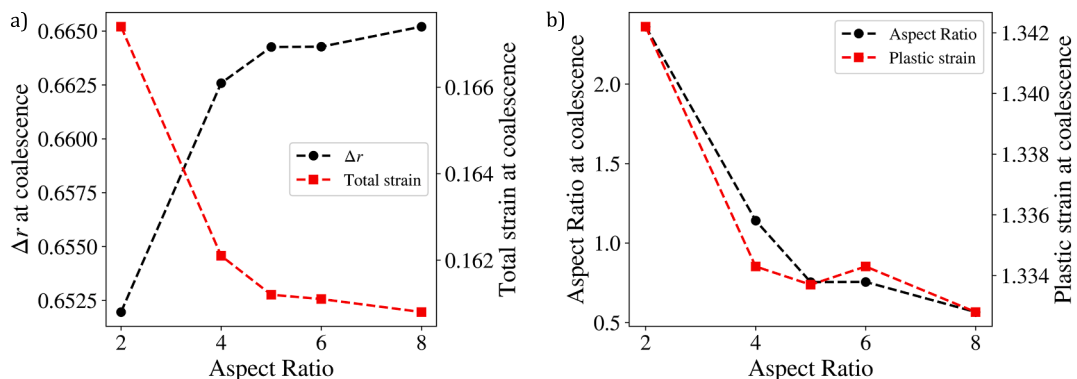 a)
0.6650
0.6625
0.6600
0.6575
0.6550
0.6525
Δr at coalescence
2
4
6
8
Aspect Ratio
0.166
0.164
0.162
Total strain at coalescence
Δr
Total strain
b)
2.0
1.5
1.0
0.5
Aspect Ratio at coalescence
2
4
6
8
Aspect Ratio
1.342
1.340
1.338
1.336
1.334
Plastic strain at coalescence
Aspect Ratio
Plastic strain